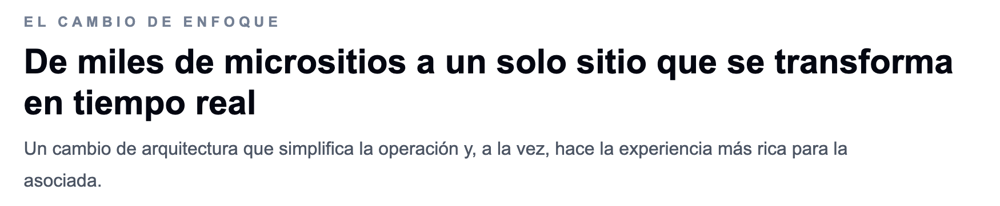 EL CAMBIO DE ENFOQUE
De miles de micrositios a un solo sitio que se transforma
en tiempo real
Un cambio de arquitectura que simplifica la operación y, a la vez, hace la experiencia más rica para la
asociada.